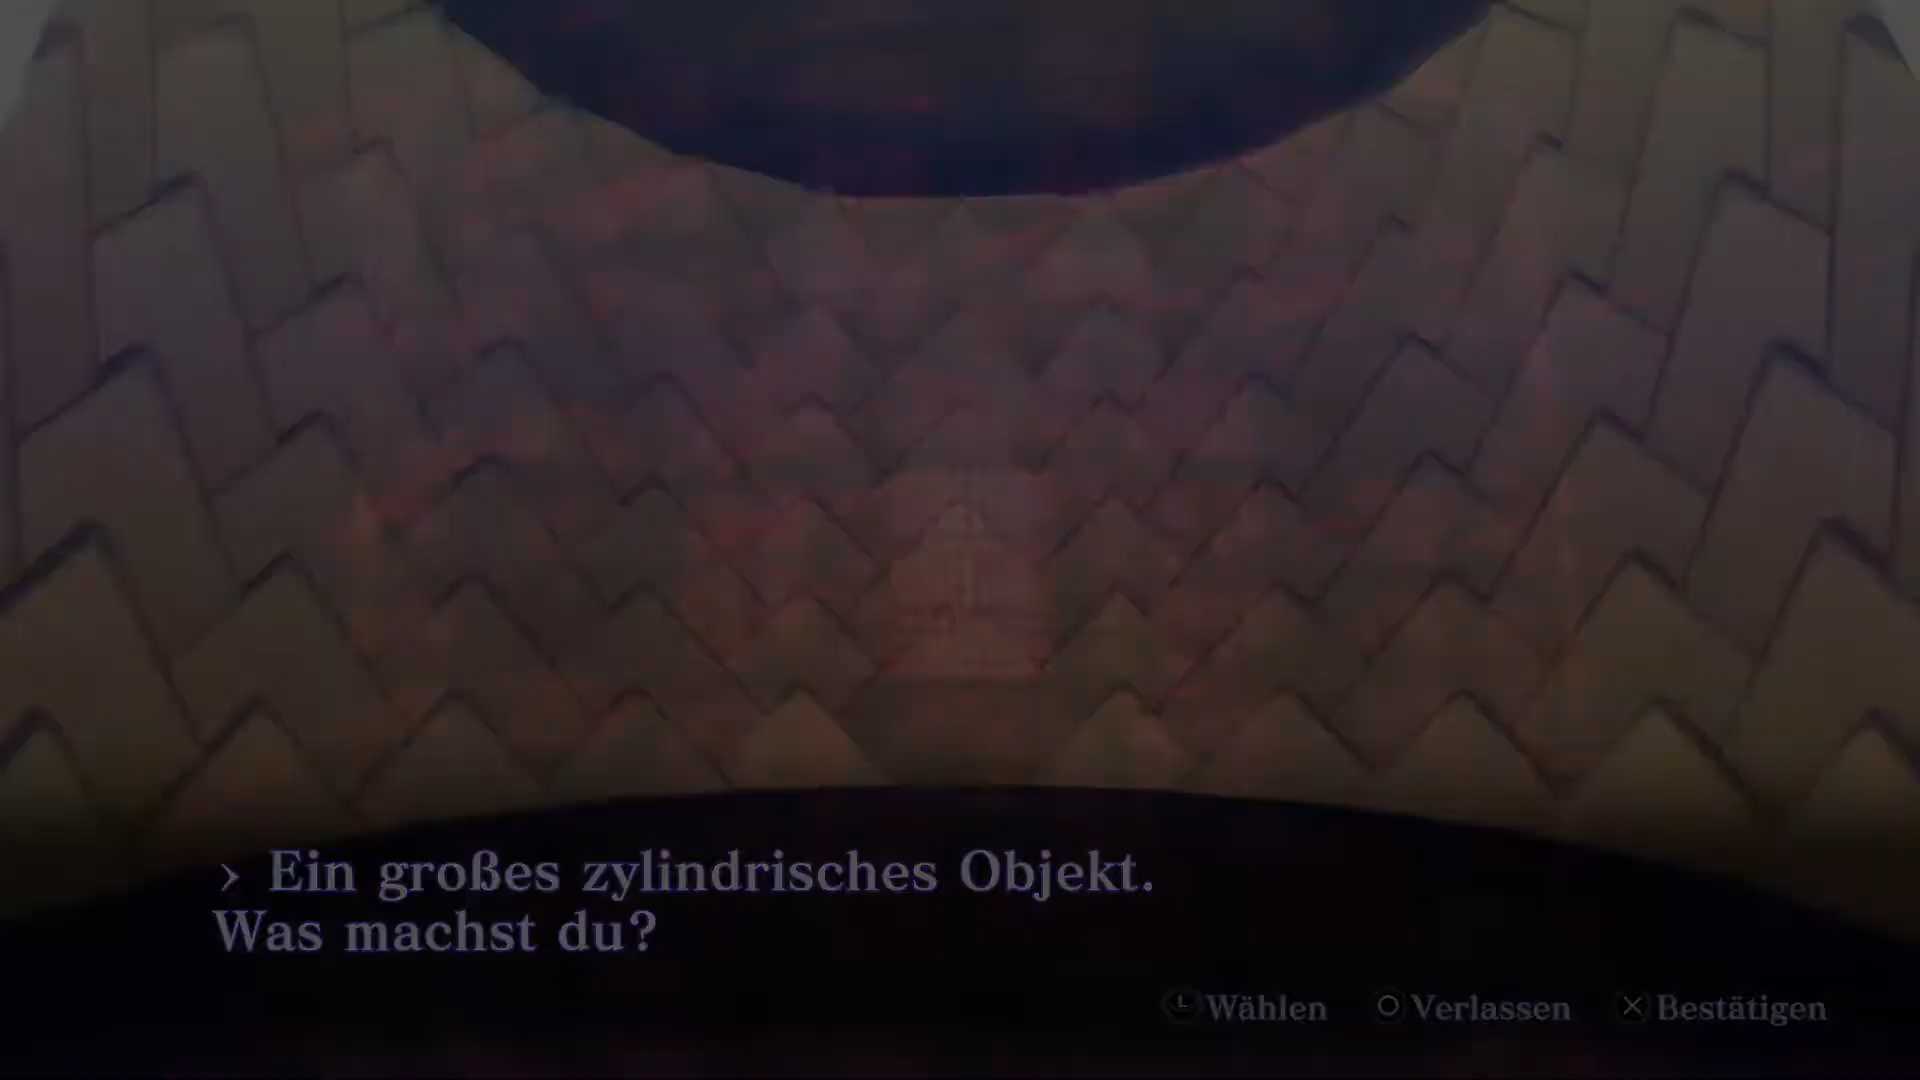 › Ein großes zylindrisches Objekt.
Was machst du?
L Wählen ○ Verlassen × Bestätigen